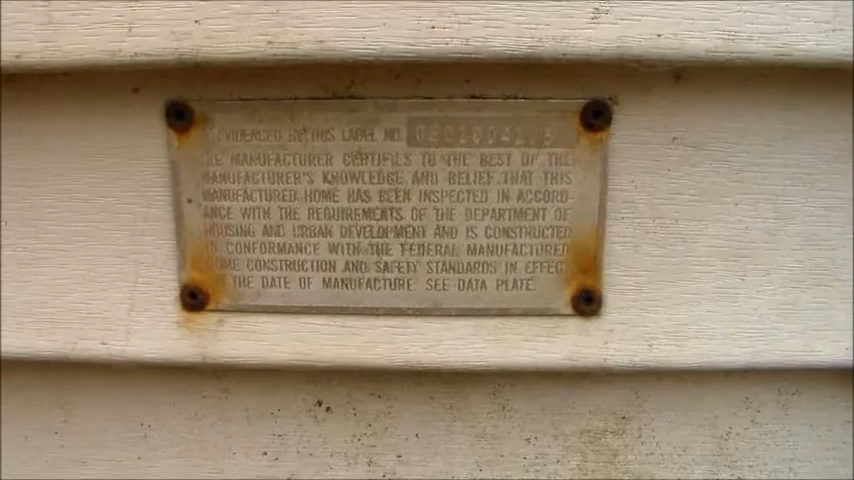 EVIDENCED BY THIS LABEL NO.
HE MANUFACTURER CERTIFIES TO THE BEST OF THE
MANUFACTURER'S KNOWLEDGE AND BELIEF THAT THIS
MANUFACTURED HOME HAS BEEN INSPECTED IN ACCORD-
ANCE WITH THE REQUIREMENTS OF THE DEPARTMENT OF
HOUSING AND URBAN DEVELOPMENT AND IS CONSTRUCTED
IN CONFORMANCE WITH THE FEDERAL MANUFACTURED
HOME CONSTRUCTION AND SAFETY STANDARDS IN EFFEC
THE DATE OF MANUFACTURE. SEE DATA PLATE.